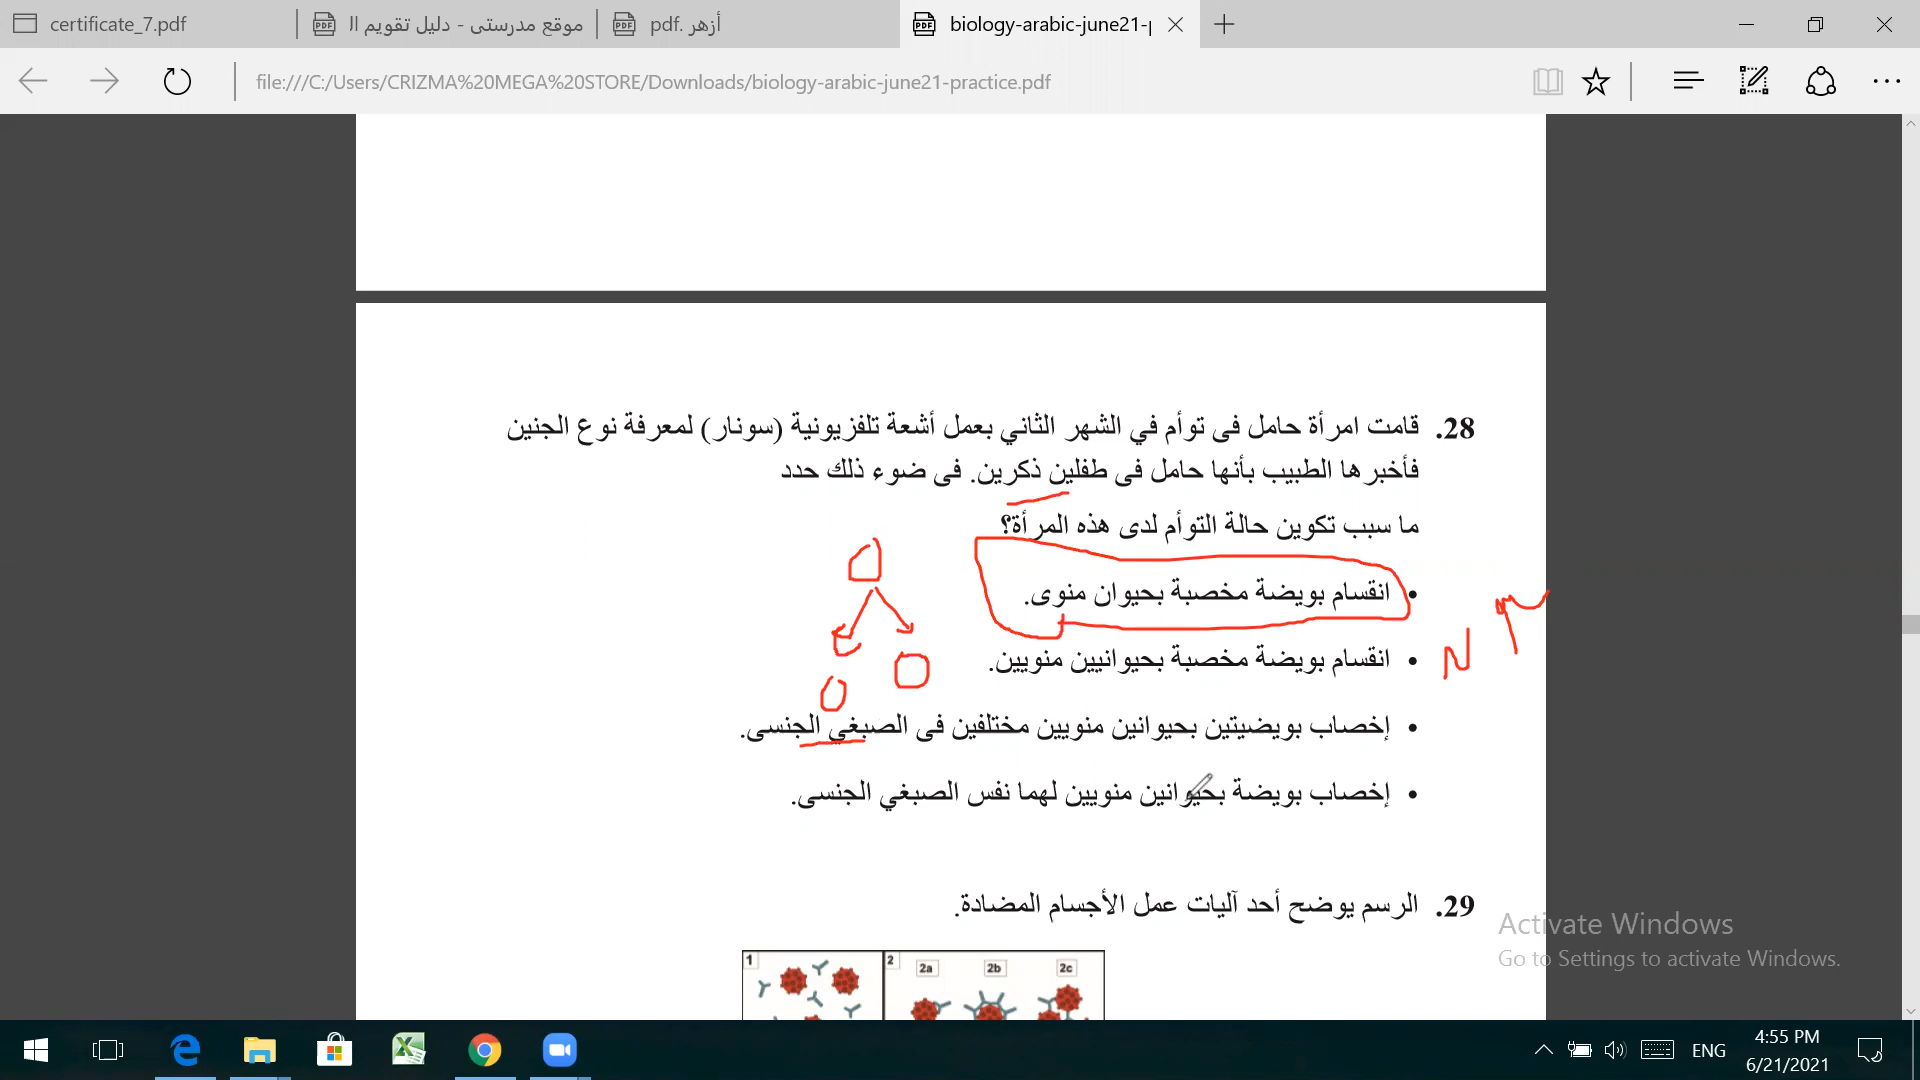 certificate_7.pdf
موقع مدرستى - دليل تقويم ال
أزهر .pdf
biology-arabic-june21-p
file:///C:/Users/CRIZMA%20MEGA%20STORE/Downloads/biology-arabic-june21-practice.pdf
28. قامت امرأة حامل فى توأم في الشهر الثاني بعمل أشعة تلفزيونية (سونار) لمعرفة نوع الجنين
فأخبرها الطبيب بأنها حامل فى طفلين ذكرين. فى ضوء ذلك حدد
ما سبب تكوين حالة التوأم لدى هذه المرأة؟
• انقسام بويضة مخصبة بحيوان منوى.
• انقسام بويضة مخصبة بحيوانيين منويين.
• إخصاب بويضيتين بحيوانين منويين مختلفين فى الصبغي الجنسى.
• إخصاب بويضة بحيوانين منويين لهما نفس الصبغي الجنسى.
29. الرسم يوضح أحد آليات عمل الأجسام المضادة.
1
2
2a
2b
2c
Activate Windows
Go to Settings to activate Windows.
ENG
4:55 PM
6/21/2021